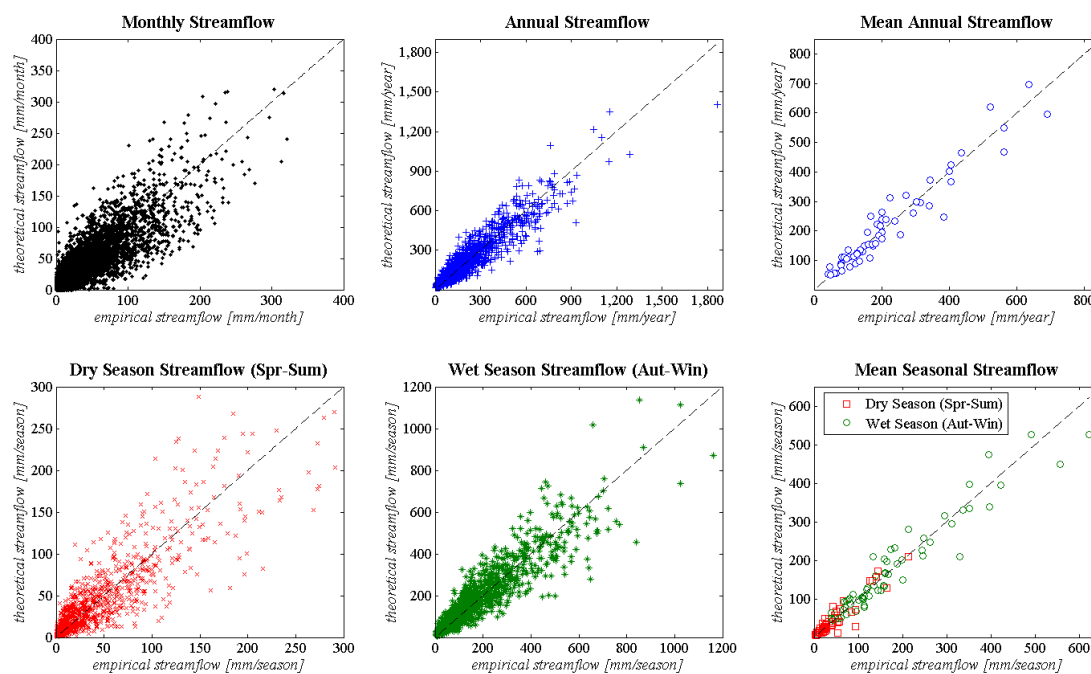 Monthly Streamflow
Annual Streamflow
Mean Annual Streamflow
theoretical streamflow [mm/month]
400
350
300
250
200
150
100
50
0
0 100 200 300 400
empirical streamflow [mm/month]
theoretical streamflow [mm/year]
1,800
1,500
1,200
900
600
300
0 300 600 900 1,200 1,500 1,800
empirical streamflow [mm/year]
theoretical streamflow [mm/year]
800
700
600
500
400
300
200
100
0 200 400 600 800
empirical streamflow [mm/year]
Dry Season Streamflow (Spr-Sum)
Wet Season Streamflow (Aut-Win)
Mean Seasonal Streamflow
theoretical streamflow [mm/season]
300
250
200
150
100
50
0
0 50 100 150 200 250 300
empirical streamflow [mm/season]
theoretical streamflow [mm/season]
1200
1000
800
600
400
200
0 200 400 600 800 1000 1200
empirical streamflow [mm/season]
theoretical streamflow [mm/season]
600
500
400
300
200
100
Dry Season (Spr-Sum)
Wet Season (Aut-Win)
0 100 200 300 400 500 600
empirical streamflow [mm/season]